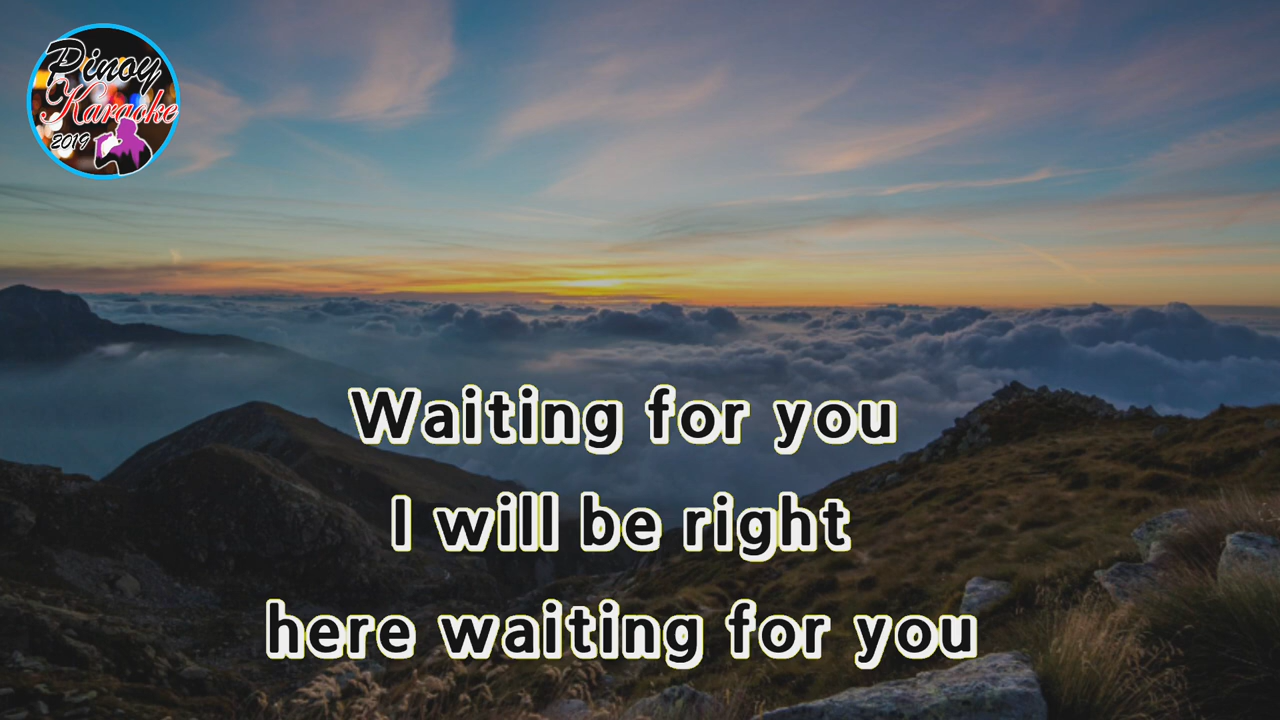 Pinoy
Karaoke
2019
Waiting for you
I will be right
here waiting for you